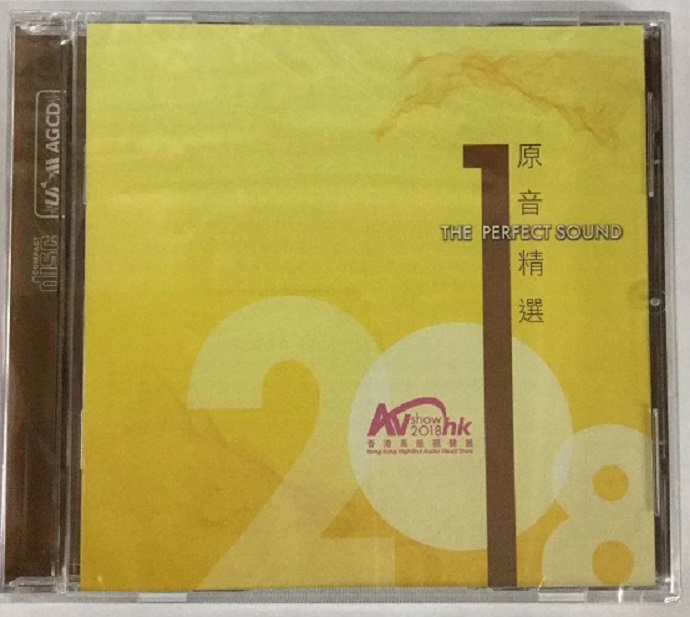 AGCD
COMPACT
disc
原音精選
THE PERFECT SOUND
2018
AV show 2018 hk
香港高級視聽展
Hong Kong High-End Audio Visual Show